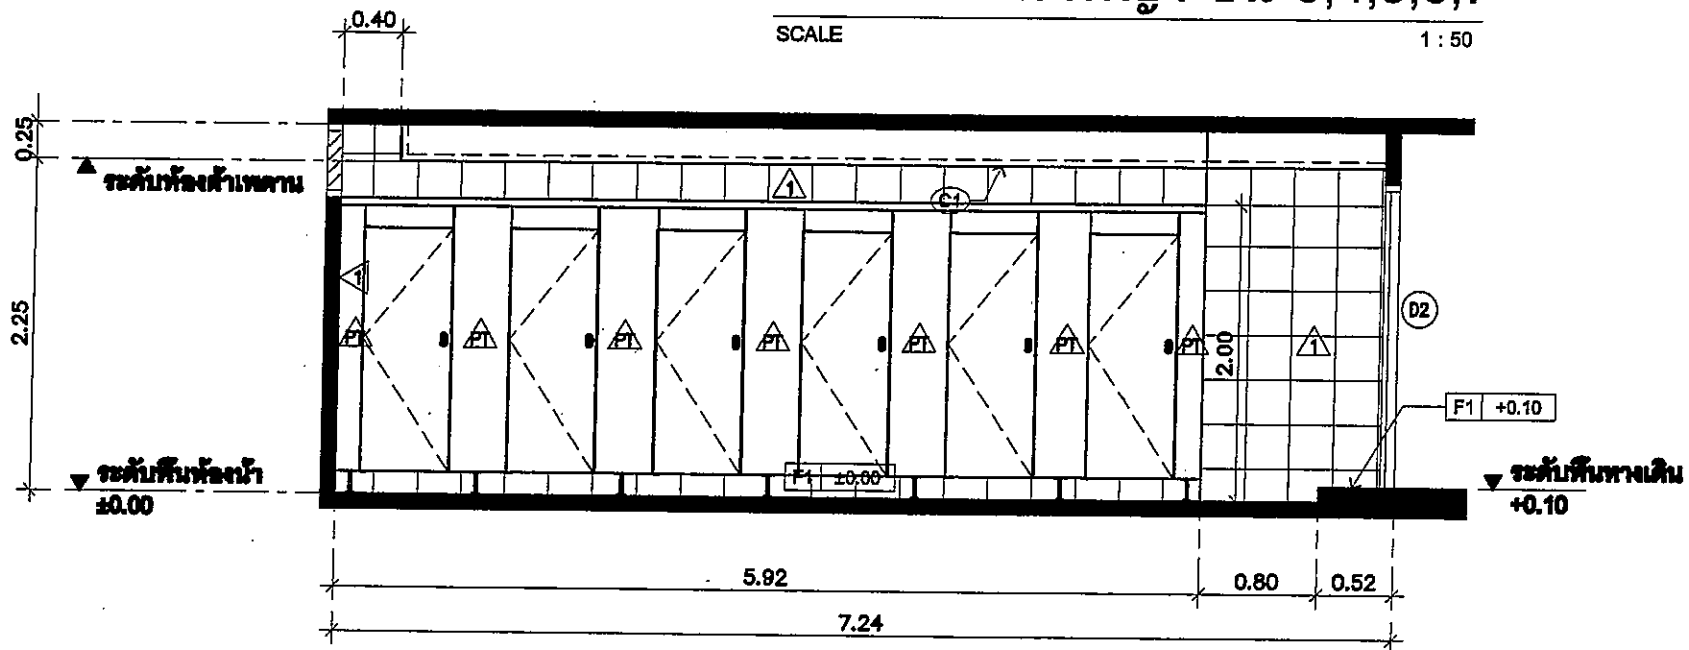 0.40
SCALE 1 : 50
0.25
ระดับท้องฝ้าเพดาน
1
C1
2.25
1
PT PT PT PT PT PT PT
2.00
1
D2
F1 +0.10
ระดับพื้นห้องน้ำ
±0.00
F1 ±0.00
ระดับพื้นทางเดิน
+0.10
5.92 0.80 0.52
7.24